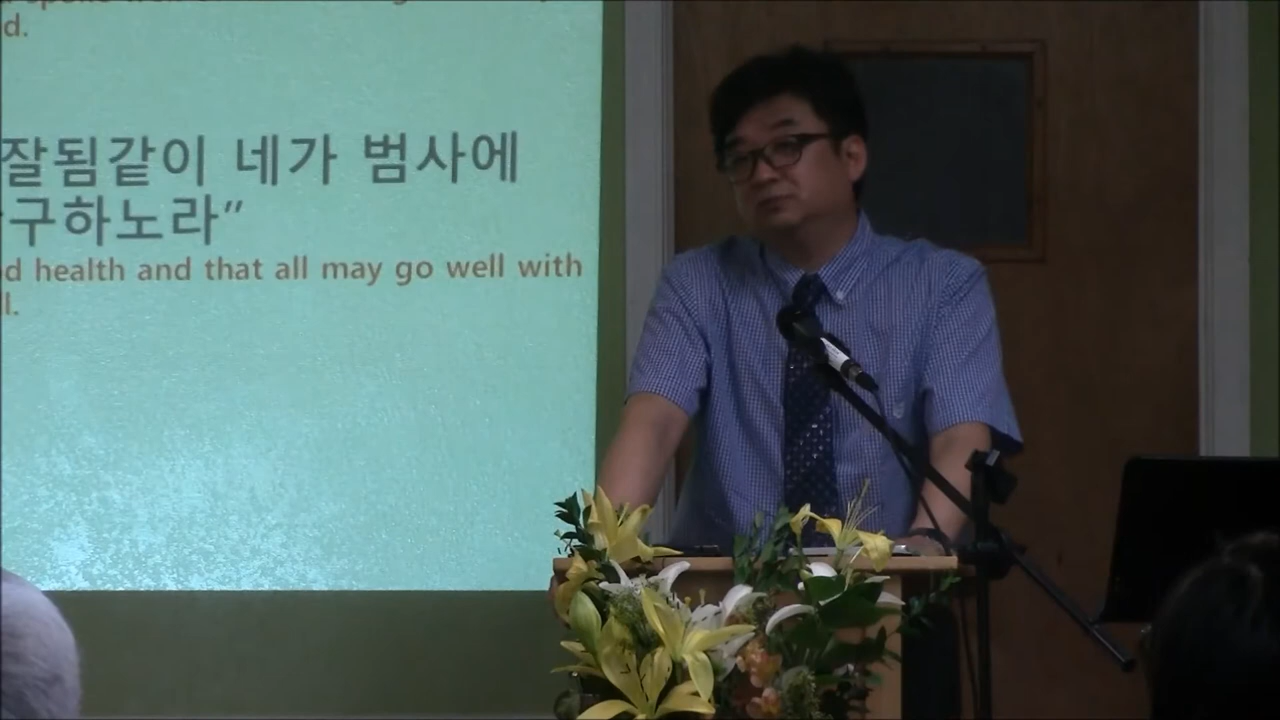 d.
잘됨같이 네가 범사에
구하노라”
d health and that all may go well with
l.